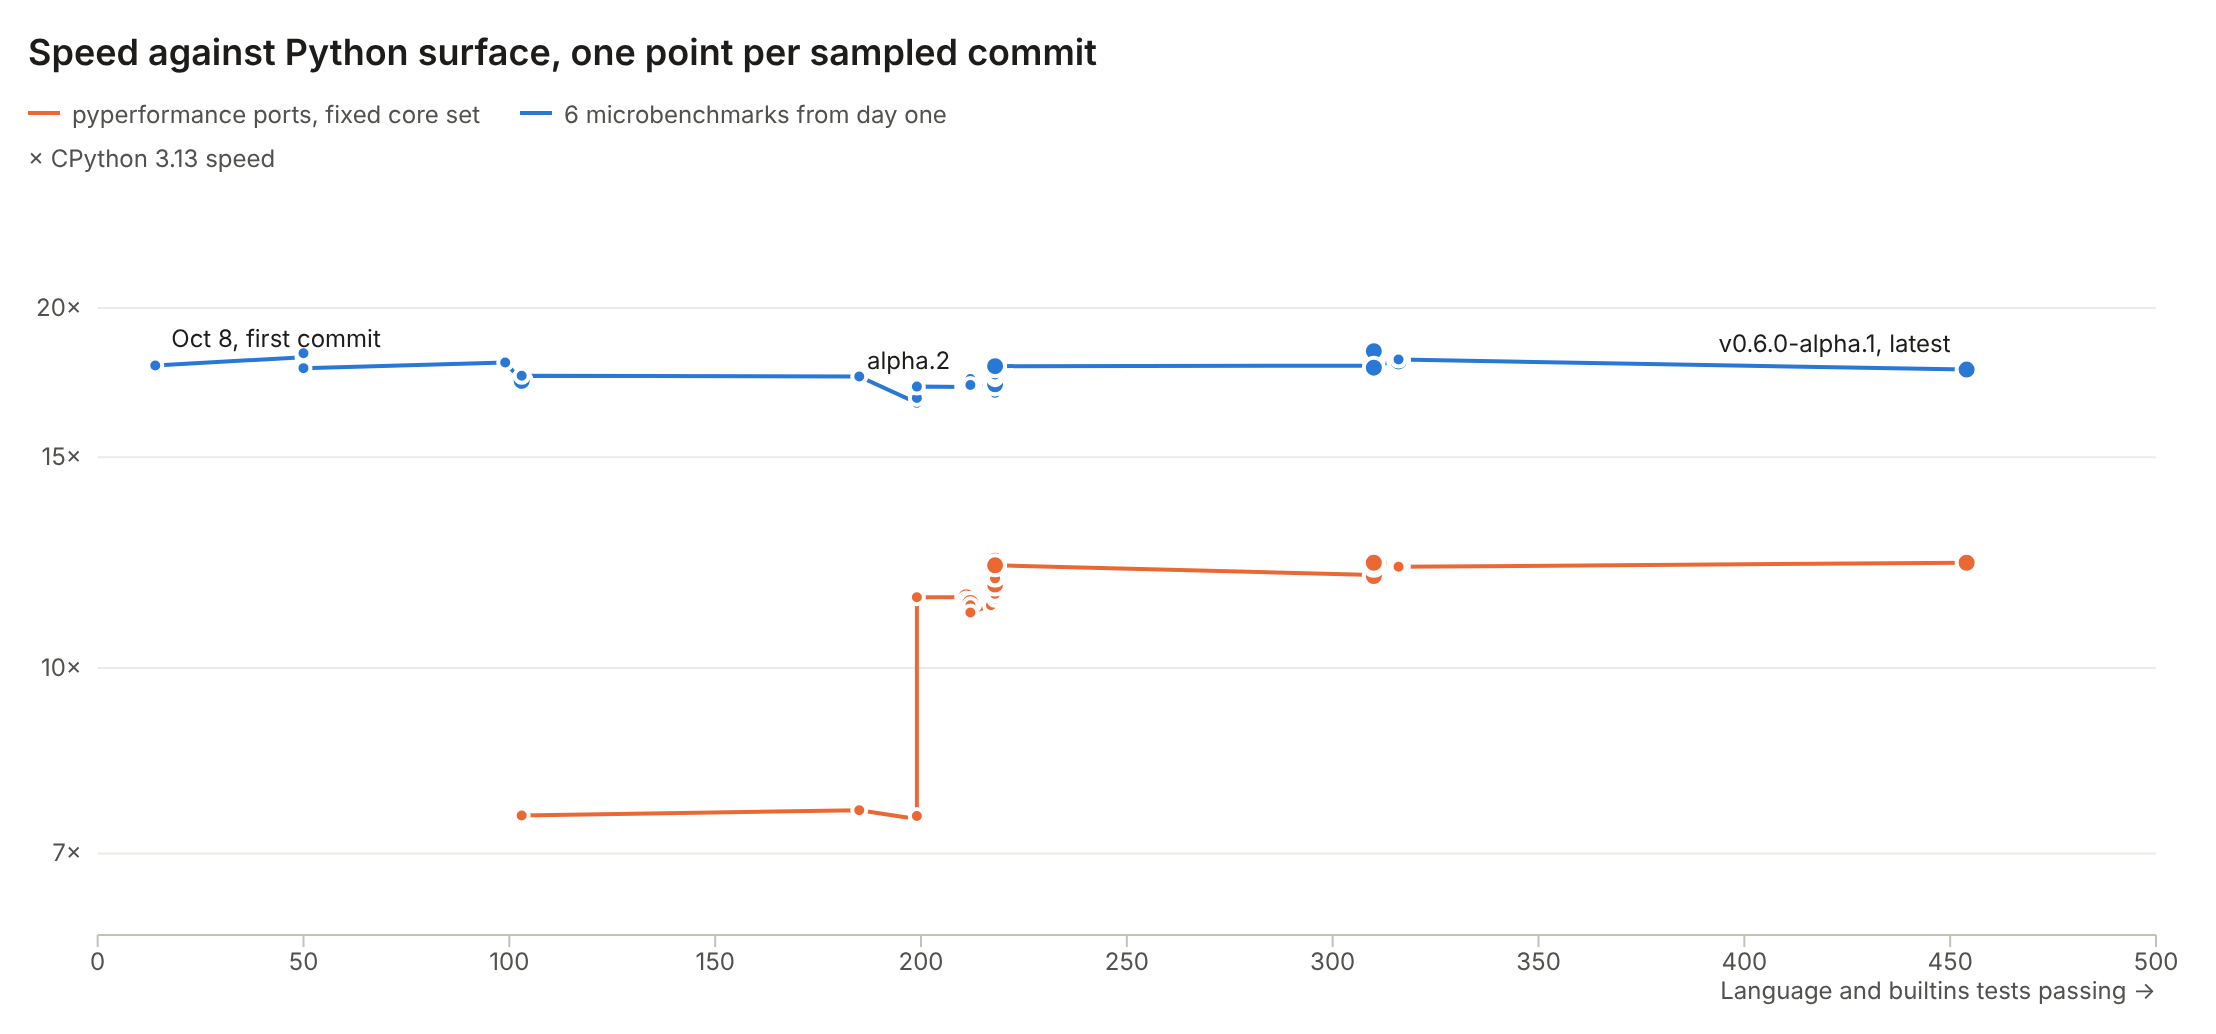 Speed against Python surface, one point per sampled commit
pyperformance ports, fixed core set
6 microbenchmarks from day one
× CPython 3.13 speed
20×
Oct 8, first commit
alpha.2
v0.6.0-alpha.1, latest
15×
10×
7×
0 50 100 150 200 250 300 350 400 450 500
Language and builtins tests passing →